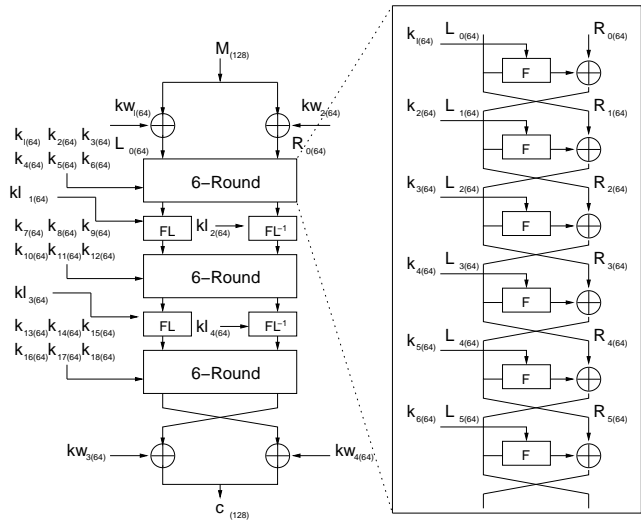 M(128)
kwl(64)
kw2(64)
kl(64) k2(64) k3(64)
L0(64)
R0(64)
k4(64) k5(64) k6(64)
6−Round
kl1(64)
FL
kl2(64)
FL−1
k7(64) k8(64) k9(64)
k10(64) k11(64) k12(64)
6−Round
kl3(64)
FL
kl4(64)
FL−1
k13(64) k14(64) k15(64)
k16(64) k17(64) k18(64)
6−Round
kw3(64)
kw4(64)
c(128)
kl(64) L0(64) R0(64)
F
R1(64)
k2(64) L1(64)
F
R2(64)
k3(64) L2(64)
F
R3(64)
k4(64) L3(64)
F
R4(64)
k5(64) L4(64)
F
R5(64)
k6(64) L5(64)
F